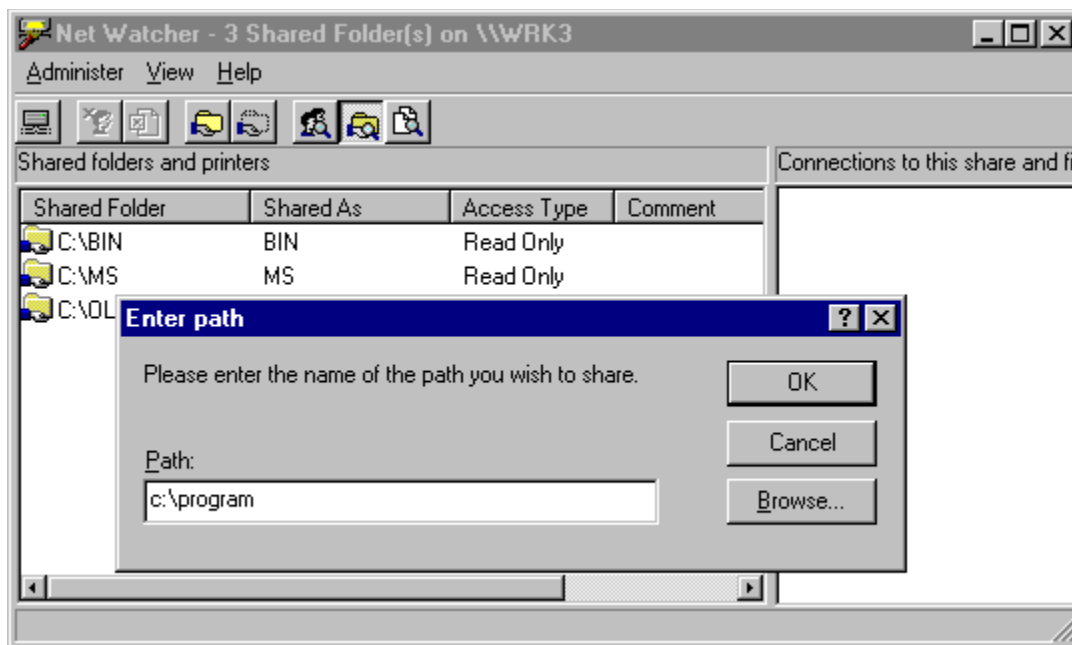 Net Watcher - 3 Shared Folder(s) on \\WRK3
Administer View Help
Shared folders and printers
Connections to this share and fi
Shared Folder Shared As Access Type Comment
C:\BIN BIN Read Only
C:\MS MS Read Only
C:\OL
Enter path
Please enter the name of the path you wish to share.
OK
Cancel
Path:
c:\program
Browse...